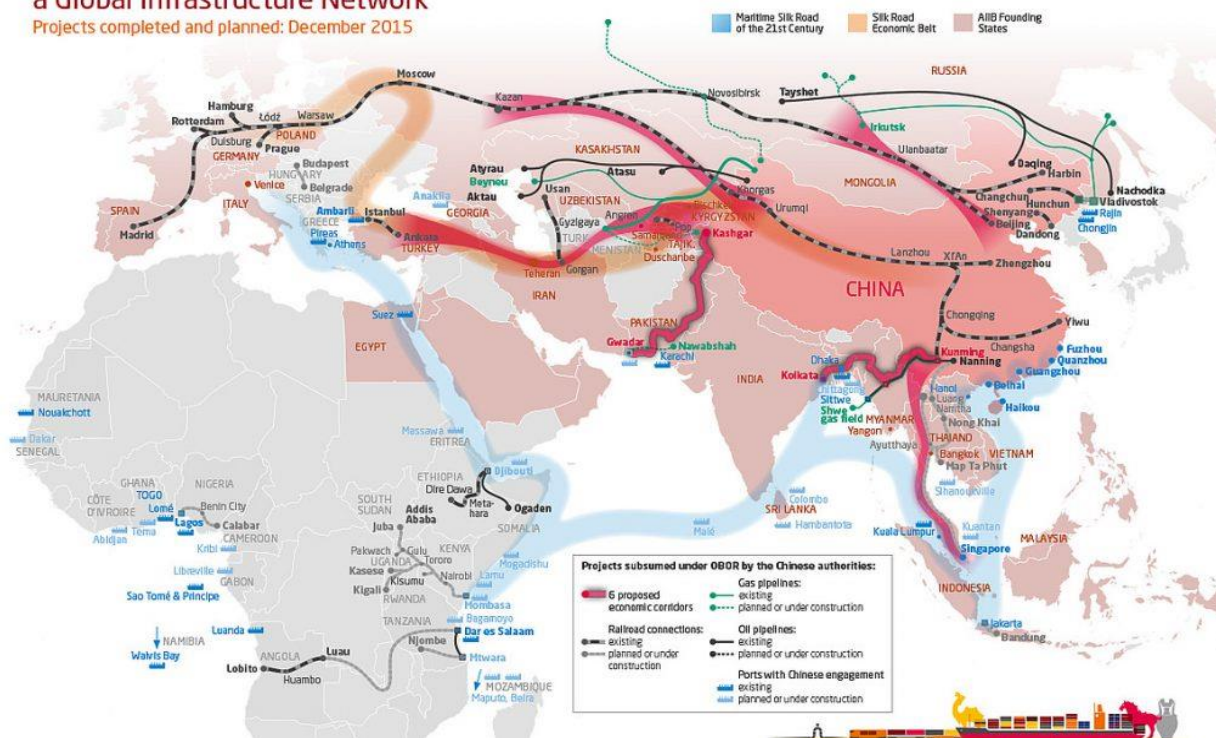 a Global Infrastructure Network
Projects completed and planned: December 2015
Maritime Silk Road
of the 21st Century
Silk Road
Economic Belt
AIIB Founding
States
RUSSIA
Moscow
Kazan
Novosibirsk
Tayshet
Hamburg
Rotterdam
Łódź
Warsaw
POLAND
Duisburg
Prague
GERMANY
Irkutsk
Ulanbaatar
KASAKHSTAN
Atyrau
Beyneu
Aktau
Atasu
Usan
Khorgas
Urumqi
MONGOLIA
Daqing
Harbin
Changchun
Hunchun
Shenyang
Beijing
Dandong
Nachodka
Vladivostok
Rajin
Chongjin
Budapest
HUNGARY
Belgrade
SERBIA
Venice
ITALY
SPAIN
Madrid
Ambarli
Istanbul
GREECE
Pireas
Athens
Anaklia
GEORGIA
Ankara
TURKEY
UZBEKISTAN
Gyzlgaya
Angren
TURK
MENISTAN
Bischkek
KYRGYZSTAN
Kashgar
TAJIK.
Duschanbe
Teheran
Gorgan
IRAN
Lanzhou
Xi'An
Zhengzhou
CHINA
Suez
EGYPT
PAKISTAN
Gwadar
Nawabshah
Karachi
INDIA
Chongqing
Yiwu
Changsha
Kunming
Nanning
Fuzhou
Quanzhou
Guangzhou
Beihai
Haikou
Dhaka
Kolkata
Chittagong
Sittwe
Shwe
gas field
MYANMAR
Yangon
Hanoi
Luang
Namtha
Nong Khai
Ayutthaya
THAILAND
Bangkok
VIETNAM
Map Ta Phut
Sihanoukville
MAURETANIA
Nouakchott
Dakar
SENEGAL
Massawa
ERITREA
Djibouti
ETHIOPIA
Dire Dawa
Meta-
hara
Ogaden
SOMALIA
GHANA
NIGERIA
CÔTE
D'IVROIRE
TOGO
Lomé
Benin City
Lagos
Calabar
Tema
Abidjan
CAMEROON
Kribi
SOUTH
SUDAN
Addis
Ababa
Juba
Pakwach
Gulu
KENYA
Tororo
UGANDA
Kasese
Kisumu
Nairobi
Kigali
RWANDA
Lamu
Mogadishu
Mombasa
Bagamoyo
TANZANIA
Dar es Salaam
Njombe
Mtwara
Libreville
GABON
Sao Tomé & Principe
Luanda
NAMIBIA
Walvis Bay
ANGOLA
Lobito
Luau
Huambo
MOZAMBIQUE
Maputo, Beira
Colombo
SRI LANKA
Hambantota
Malé
Kuala Lumpur
Kuantan
Singapore
MALAYSIA
INDONESIA
Jakarta
Bandung
Projects subsumed under OBOR by the Chinese authorities:
6 proposed
economic corridors
Gas pipelines:
existing
planned or under construction
Railroad connections:
existing
planned or under
construction
Oil pipelines:
existing
planned or under construction
Ports with Chinese engagement
existing
planned or under construction